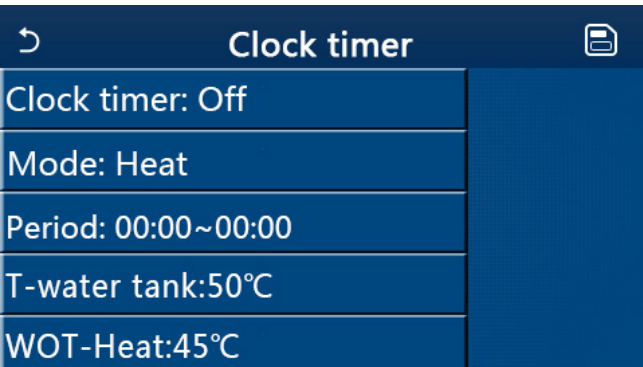 Clock timer
Clock timer: Off
Mode: Heat
Period: 00:00~00:00
T-water tank:50℃
WOT-Heat:45℃